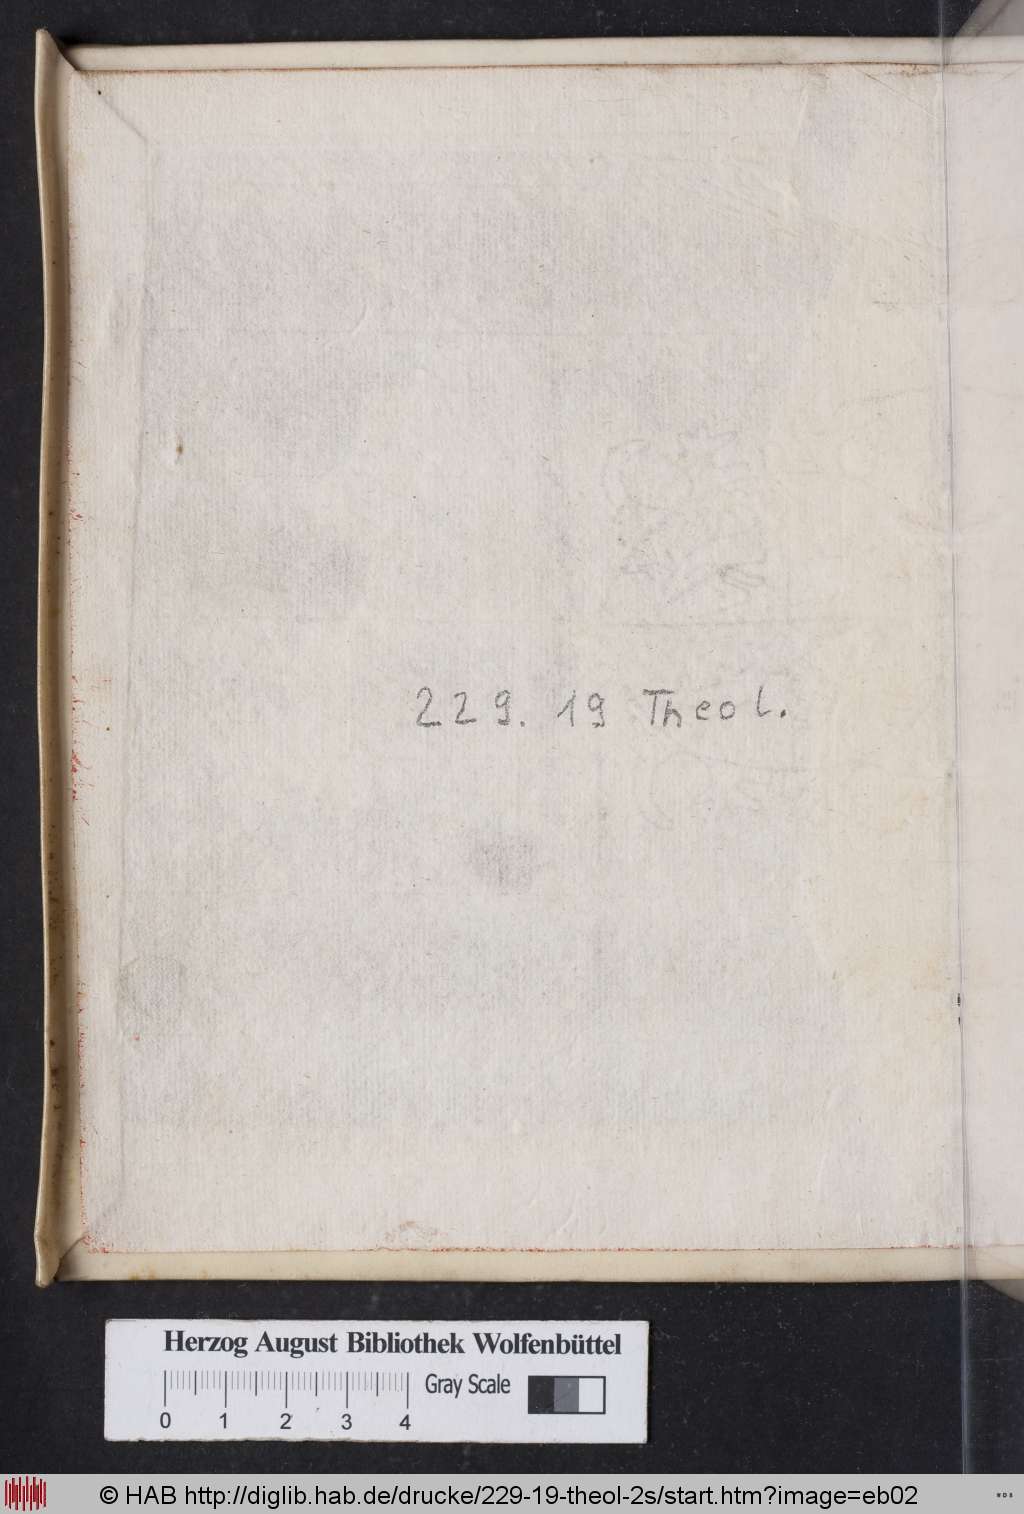 229. 19 Theol.
Herzog August Bibliothek Wolfenbüttel
Gray Scale
0 1 2 3 4
© HAB http://diglib.hab.de/drucke/229-19-theol-2s/start.htm?image=eb02